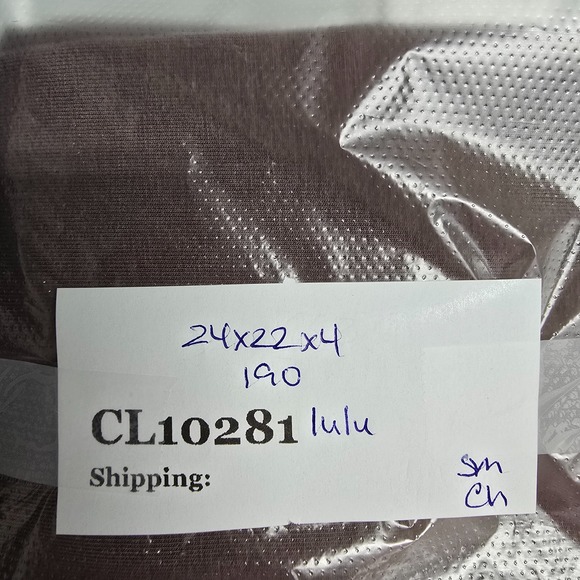 24x22x4
190
CL10281 lulu
Shipping:
sm
Ch